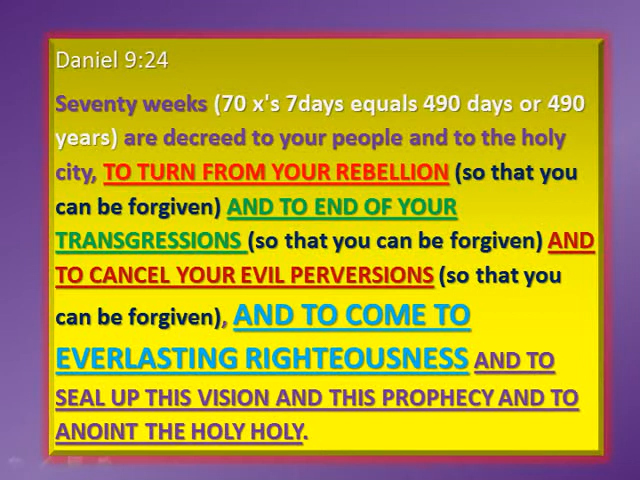 Daniel 9:24
Seventy weeks (70 x's 7days equals 490 days or 490
years) are decreed to your people and to the holy
city, TO TURN FROM YOUR REBELLION (so that you
can be forgiven) AND TO END OF YOUR
TRANSGRESSIONS (so that you can be forgiven) AND
TO CANCEL YOUR EVIL PERVERSIONS (so that you
can be forgiven), AND TO COME TO
EVERLASTING RIGHTEOUSNESS AND TO
SEAL UP THIS VISION AND THIS PROPHECY AND TO
ANOINT THE HOLY HOLY.